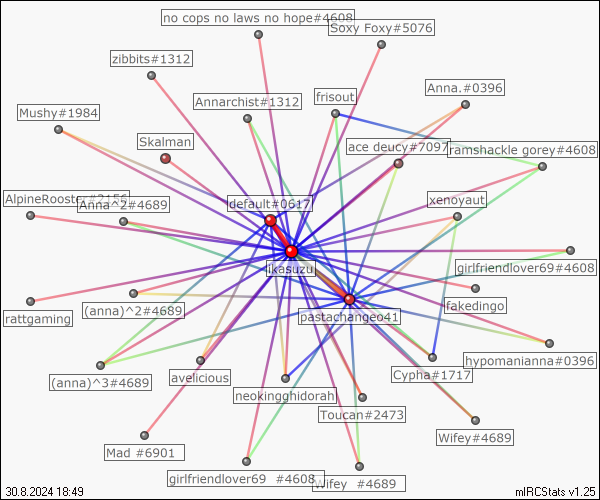 no cops no laws no hope#4608
Soxy Foxy#5076
zibbits#1312
Anna.#0396
frisout
Annarchist#1312
Mushy#1984
Skalman
ace deucy#7097
ramshackle gorey#4608
AlpineRooster#2156
Anna^2#4689
default#0617
xenoyaut
ikasuzu
girlfriendlover69#4608
rattgaming
(anna)^2#4689
fakedingo
pastachangeo41
hypomanianna#0396
(anna)^3#4689
avelicious
Cypha#1717
neokingghidorah
Toucan#2473
Mad #6901
Wifey#4689
girlfriendlover69 #4608
Wifey #4689
30.8.2024 18:49
mIRCStats v1.25